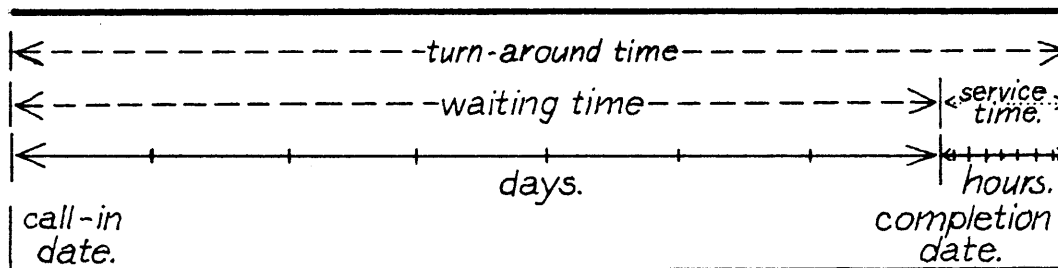 turn-around time
waiting time
service
time.
days.
hours.
call-in
date.
completion
date.